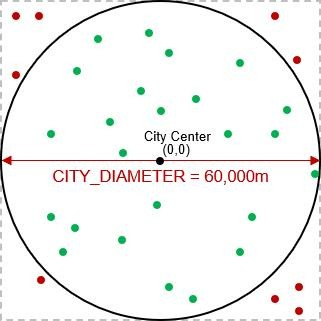 City Center
(0,0)
CITY_DIAMETER = 60,000m